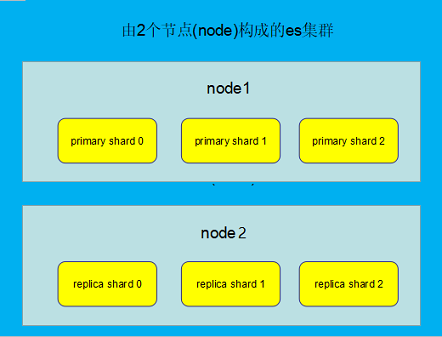 由2个节点(node)构成的es集群
node1
primary shard 0 primary shard 1 primary shard 2
node 2
replica shard 0 replica shard 1 replica shard 2